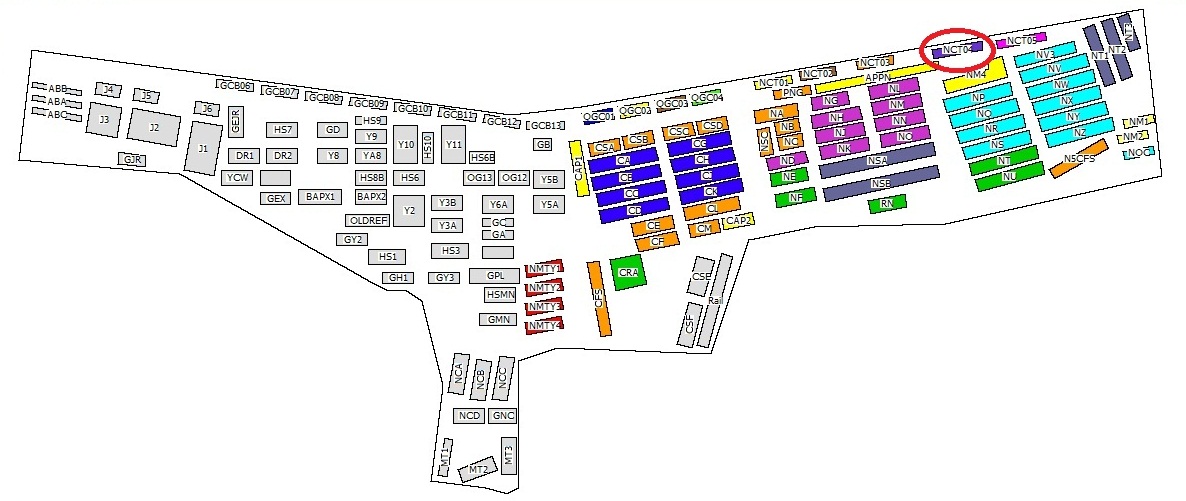 ABB
ABA
ABC
J4
J5
J3
J2
J6
J1
GJR
GEJR
GCB06
GCB07
GCB08
GCB09
GCB10
GCB11
GCB12
GCB13
HS7
GD
HS9
Y9
Y10
HS10
Y11
GB
DR1
DR2
Y8
YA8
HS6B
YCW
HS8B
HS6
OG13
OG12
Y5B
GEX
BAPX1
BAPX2
Y2
Y3B
Y6A
Y5A
OLDREF
Y3A
GC
GA
GY2
HS1
HS3
GH1
GY3
GPL
HSMN
GMN
NMTY1
NMTY2
NMTY3
NMTY4
NCA
NCB
NCC
NCD
GNC
MT1
MT2
MT3
QGC01
QGC02
QGC03
QGC04
CAP1
CSA
CSB
CSC
CSD
CA
CB
CC
CD
CG
CH
CJ
CK
CL
CE
CF
CM
CAP2
CFS
CRA
CSE
CSF
Rail
NCT01
NCT02
NCT03
NCT04
NCT05
PNG
APPN
NM4
NA
NB
NC
NSC
ND
NE
NF
NG
NH
NJ
NK
NL
NM
NN
NO
NSA
NSB
RN
NP
NQ
NR
NS
NT
NU
NV3
NV
NW
NX
NY
NZ
N5CFS
NT1
NT2
NT3
NM1
NM2
NOC